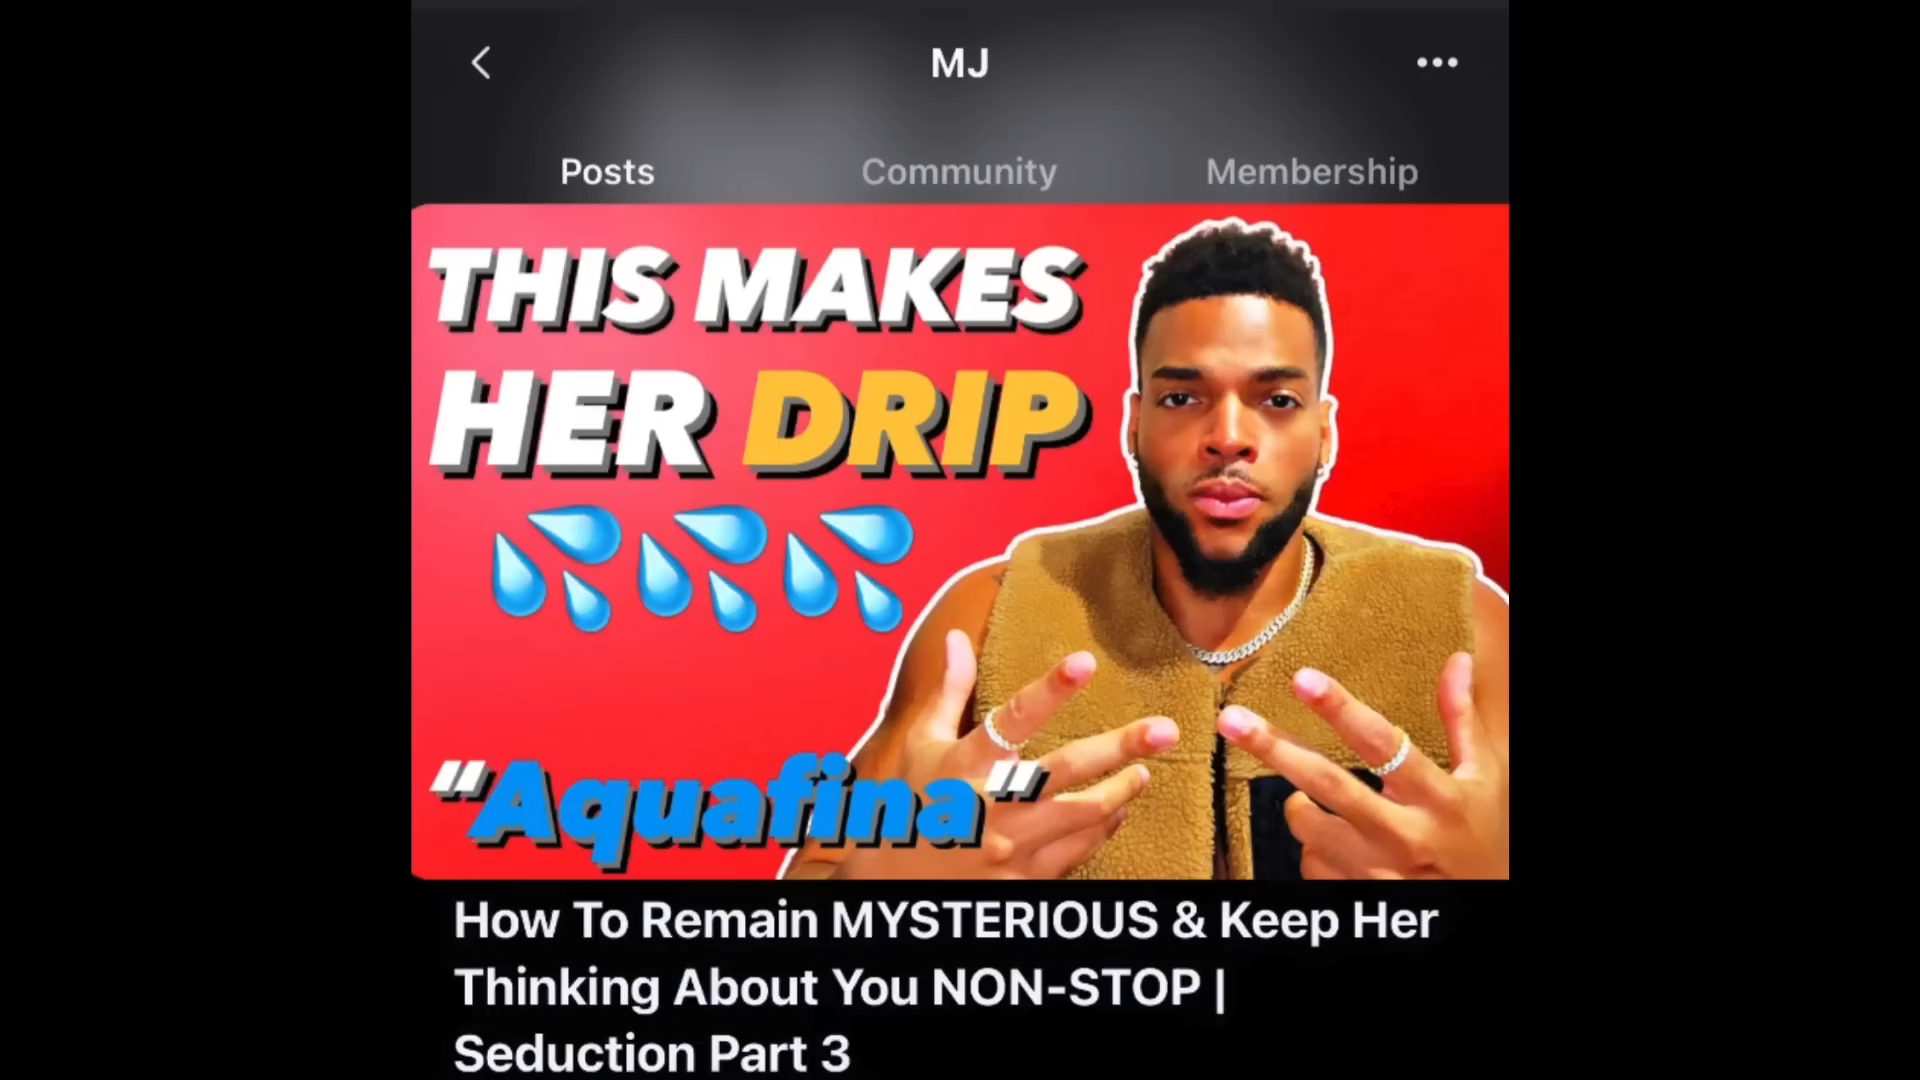 MJ
Posts Community Membership
THIS MAKES
HER DRIP
"Aquafina"
How To Remain MYSTERIOUS & Keep Her
Thinking About You NON-STOP |
Seduction Part 3